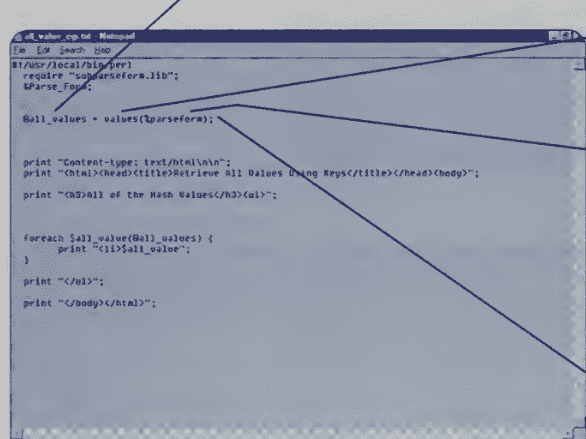 all_value_cgi.txt - Notepad
File Edit Search Help
#!/usr/local/bin/perl
require "subparseform.lib";
&Parse_Form;
@all_values = values(%parseform);
print "Content-type: text/html\n\n";
print "<html><head><title>Retrieve All Values Using Keys</title></head><body>";
print "<h3>All of the Hash Values</h3><ul>";
foreach $all_value(@all_values) {
print "<li>$all_value";
}
print "</ul>";
print "</body></html>";